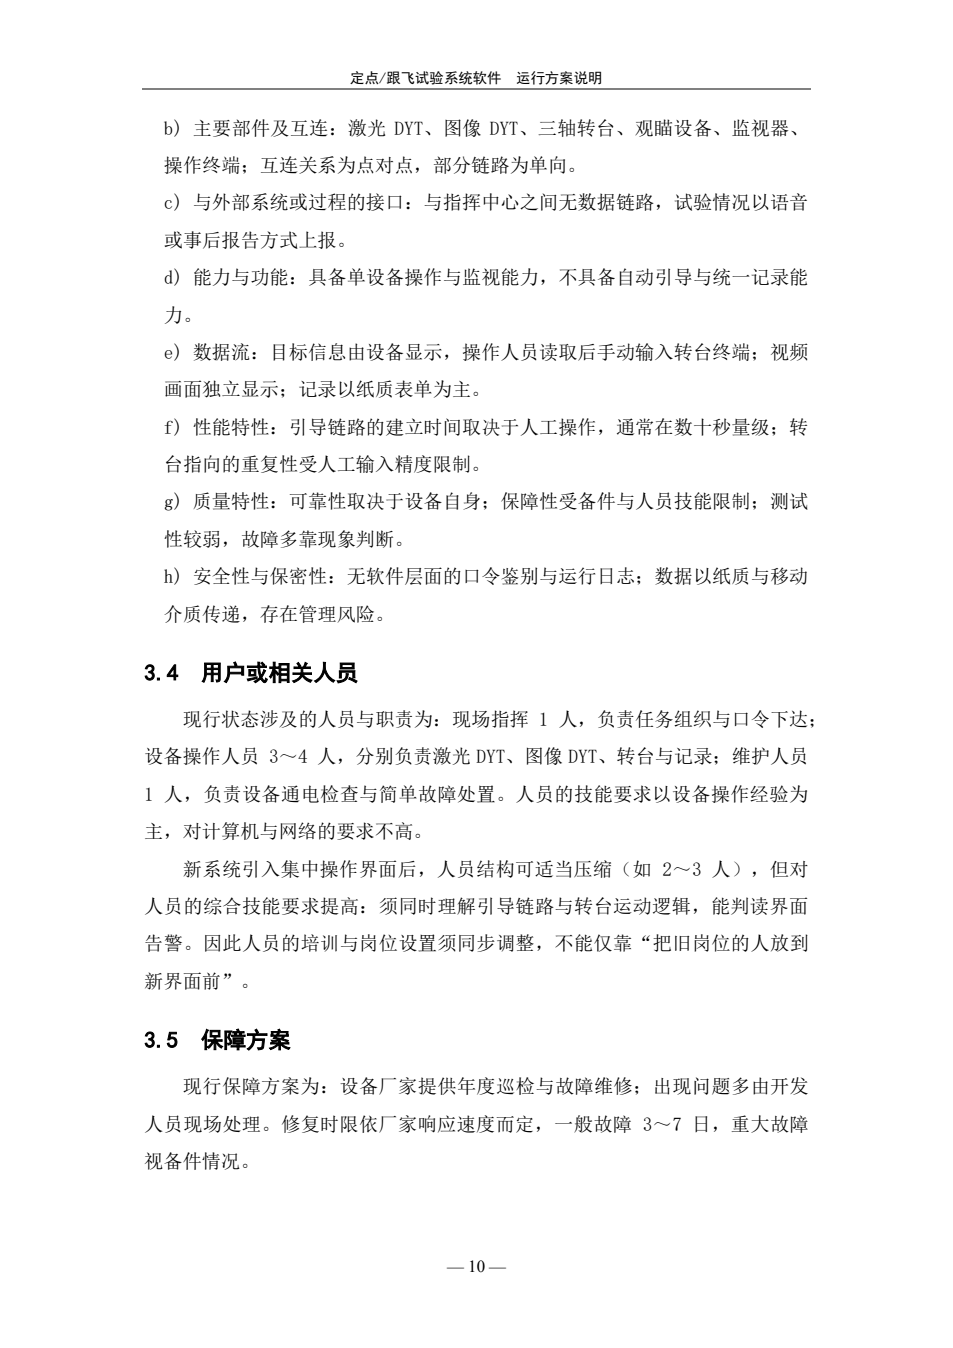 定点/跟飞试验系统软件　运行方案说明
b) 主要部件及互连：激光 DYT、图像 DYT、三轴转台、观瞄设备、监视器、
操作终端；互连关系为点对点，部分链路为单向。
c) 与外部系统或过程的接口：与指挥中心之间无数据链路，试验情况以语音
或事后报告方式上报。
d) 能力与功能：具备单设备操作与监视能力，不具备自动引导与统一记录能
力。
e) 数据流：目标信息由设备显示，操作人员读取后手动输入转台终端；视频
画面独立显示；记录以纸质表单为主。
f) 性能特性：引导链路的建立时间取决于人工操作，通常在数十秒量级；转
台指向的重复性受人工输入精度限制。
g) 质量特性：可靠性取决于设备自身；保障性受备件与人员技能限制；测试
性较弱，故障多靠现象判断。
h) 安全性与保密性：无软件层面的口令鉴别与运行日志；数据以纸质与移动
介质传递，存在管理风险。
3.4　用户或相关人员
现行状态涉及的人员与职责为：现场指挥 1 人，负责任务组织与口令下达；
设备操作人员 3～4 人，分别负责激光 DYT、图像 DYT、转台与记录；维护人员
1 人，负责设备通电检查与简单故障处置。人员的技能要求以设备操作经验为
主，对计算机与网络的要求不高。
新系统引入集中操作界面后，人员结构可适当压缩（如 2～3 人），但对
人员的综合技能要求提高：须同时理解引导链路与转台运动逻辑，能判读界面
告警。因此人员的培训与岗位设置须同步调整，不能仅靠“把旧岗位的人放到
新界面前”。
3.5　保障方案
现行保障方案为：设备厂家提供年度巡检与故障维修；出现问题多由开发
人员现场处理。修复时限依厂家响应速度而定，一般故障 3～7 日，重大故障
视备件情况。
— 10 —